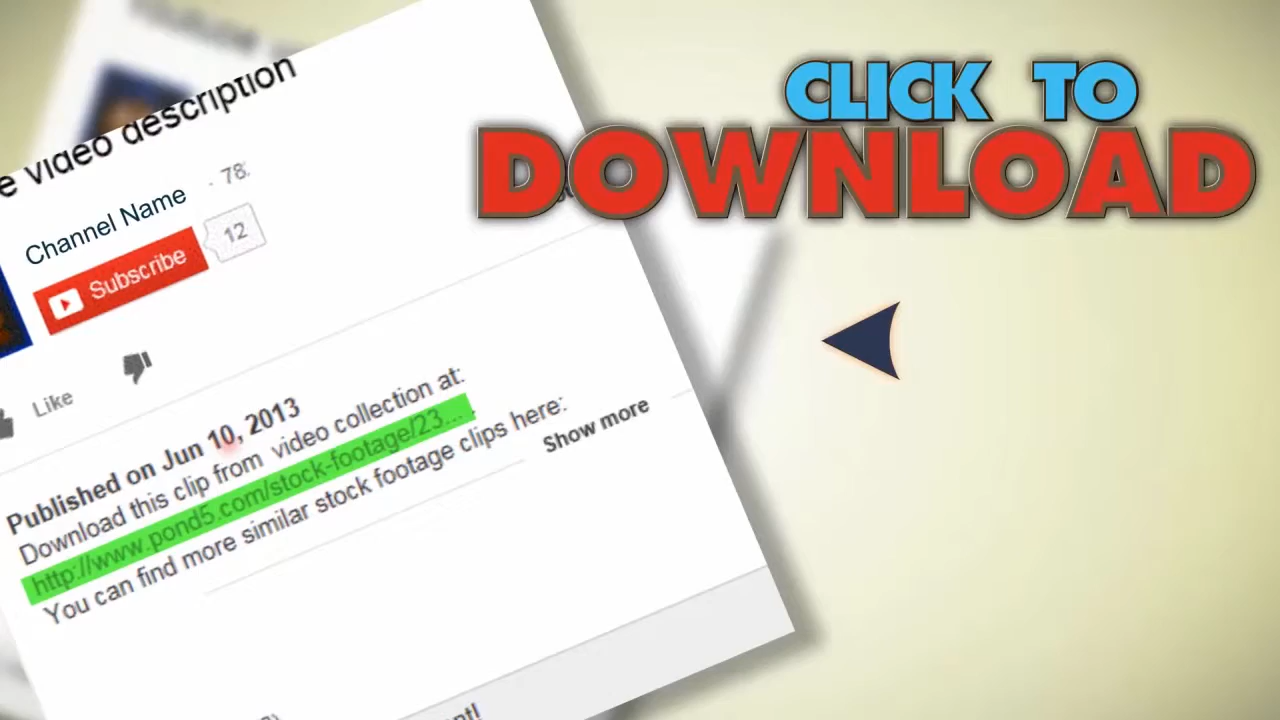 CLICK TO
DOWNLOAD
e video description
Channel Name
Subscribe
12
Like
Published on Jun 10, 2013
Download this clip from video collection at:
http://www.pond5.com/stock-footage/23...
You can find more similar stock footage clips here:
Show more